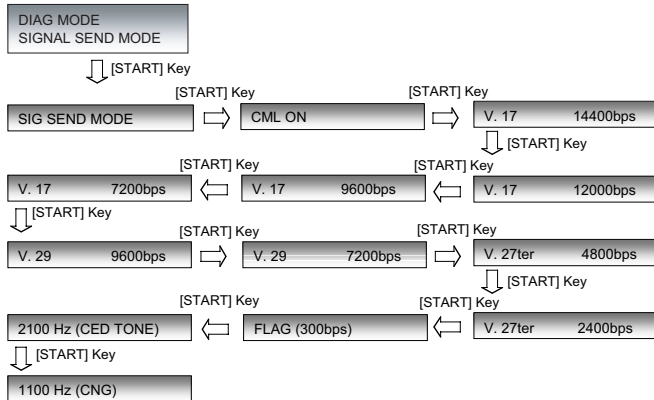 DIAG MODE
SIGNAL SEND MODE
[START] Key
[START] Key [START] Key
SIG SEND MODE CML ON V. 17 14400bps
[START] Key
[START] Key [START] Key
V. 17 7200bps V. 17 9600bps V. 17 12000bps
[START] Key
[START] Key [START] Key
V. 29 9600bps V. 29 7200bps V. 27ter 4800bps
[START] Key
[START] Key [START] Key
2100 Hz (CED TONE) FLAG (300bps) V. 27ter 2400bps
[START] Key
1100 Hz (CNG)